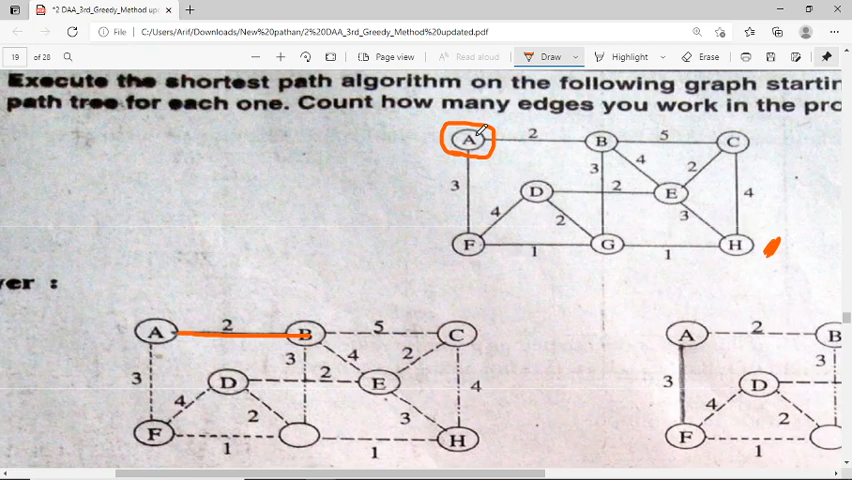 *2 DAA_3rd_Greedy_Method upd
File
C:/Users/Arif/Downloads/New%20pathan/2%20DAA_3rd_Greedy_Method%20updated.pdf
19 of 28
Page view
Read aloud
Draw
Highlight
Erase
Execute the shortest path algorithm on the following graph startin
path tree for each one. Count how many edges you work in the pro
A 2 B 5 C
3 3 4 2 4
D 2 E
4 2 3
F 1 G 1 H
ver :
A 2 B 5 C
3 3 4 2 4
D 2 E
4 2 3
F 1 1 H
A 2 B
3 3
D
4 2
F 1